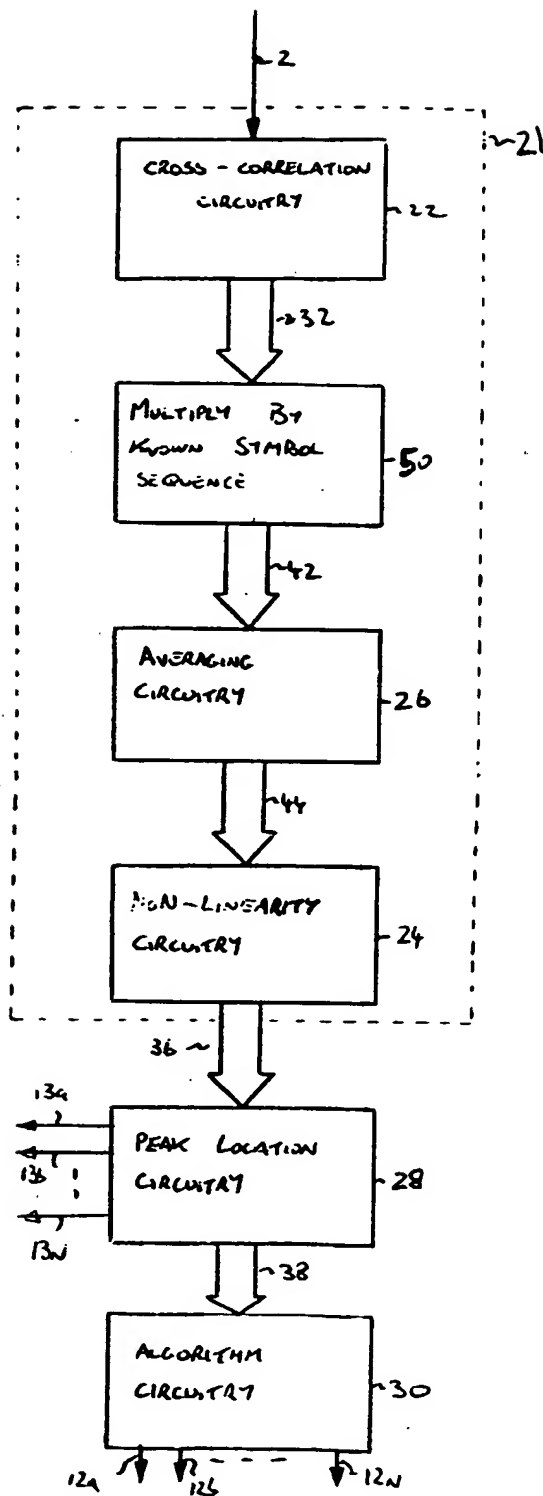 2
21
CROSS - CORRELATION
CIRCUITRY
22
32
MULTIPLY BY
KNOWN SYMBOL
SEQUENCE
50
42
AVERAGING
CIRCUITRY
26
44
NON-LINEARITY
CIRCUITRY
24
36
13a
13b
13N
PEAK LOCATION
CIRCUITRY
28
38
ALGORITHM
CIRCUITRY
30
12a
12b
12N